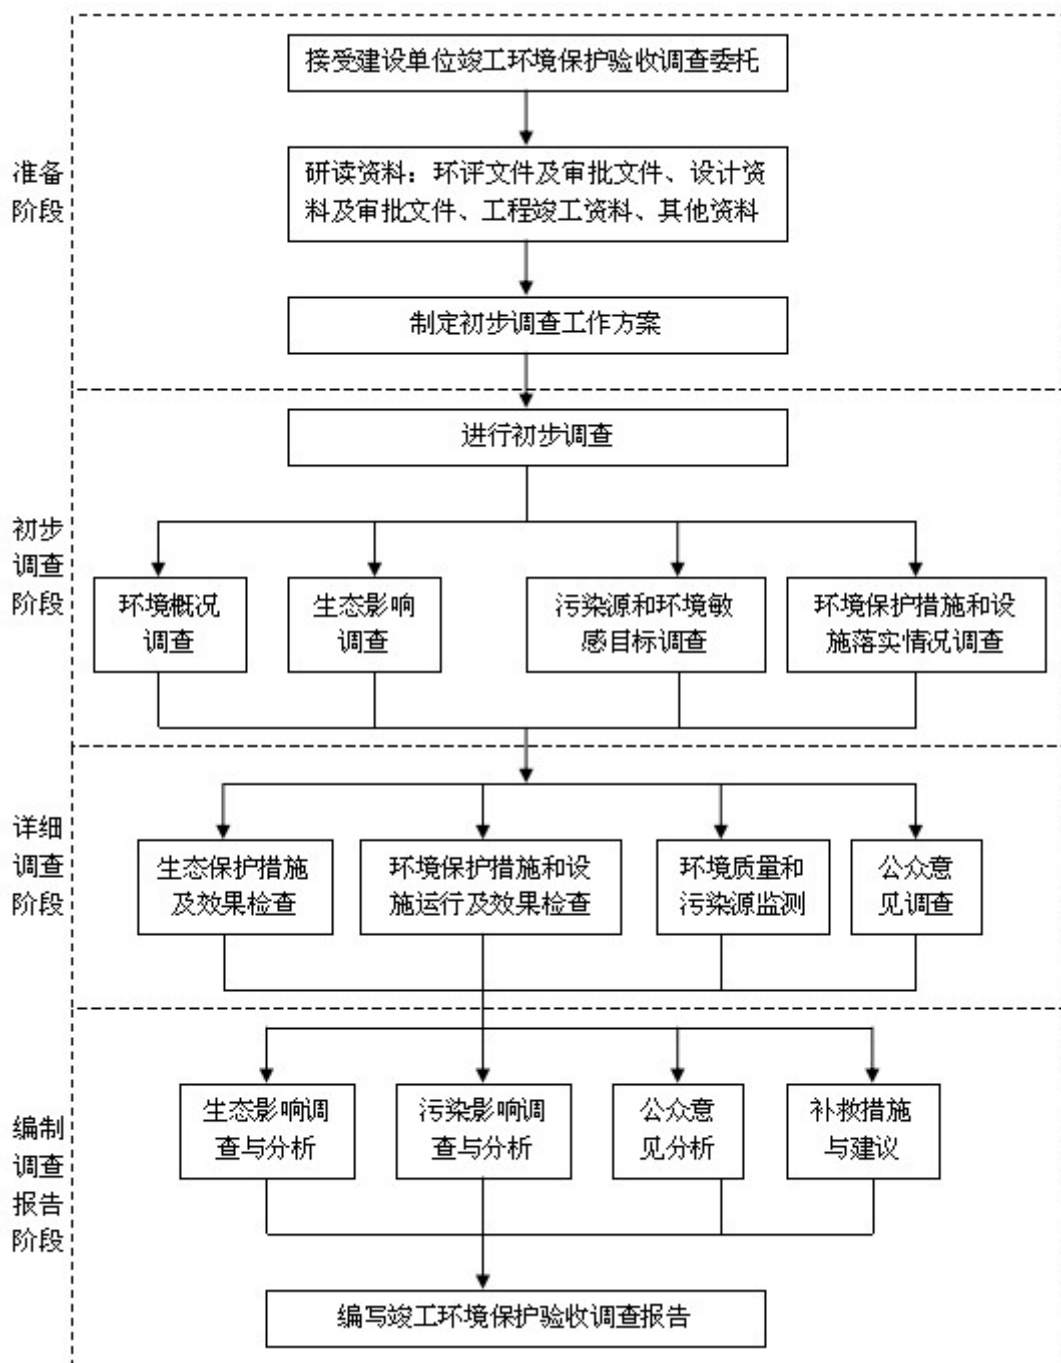 接受建设单位竣工环境保护验收调查委托
准备
阶段
研读资料：环评文件及审批文件、设计资
料及审批文件、工程竣工资料、其他资料
制定初步调查工作方案
进行初步调查
初步
调查
阶段
环境概况
调查
生态影响
调查
污染源和环境敏
感目标调查
环境保护措施和设
施落实情况调查
详细
调查
阶段
生态保护措施
及效果检查
环境保护措施和设
施运行及效果检查
环境质量和
污染源监测
公众意
见调查
编制
调查
报告
阶段
生态影响调
查与分析
污染影响调
查与分析
公众意
见分析
补救措施
与建议
编写竣工环境保护验收调查报告